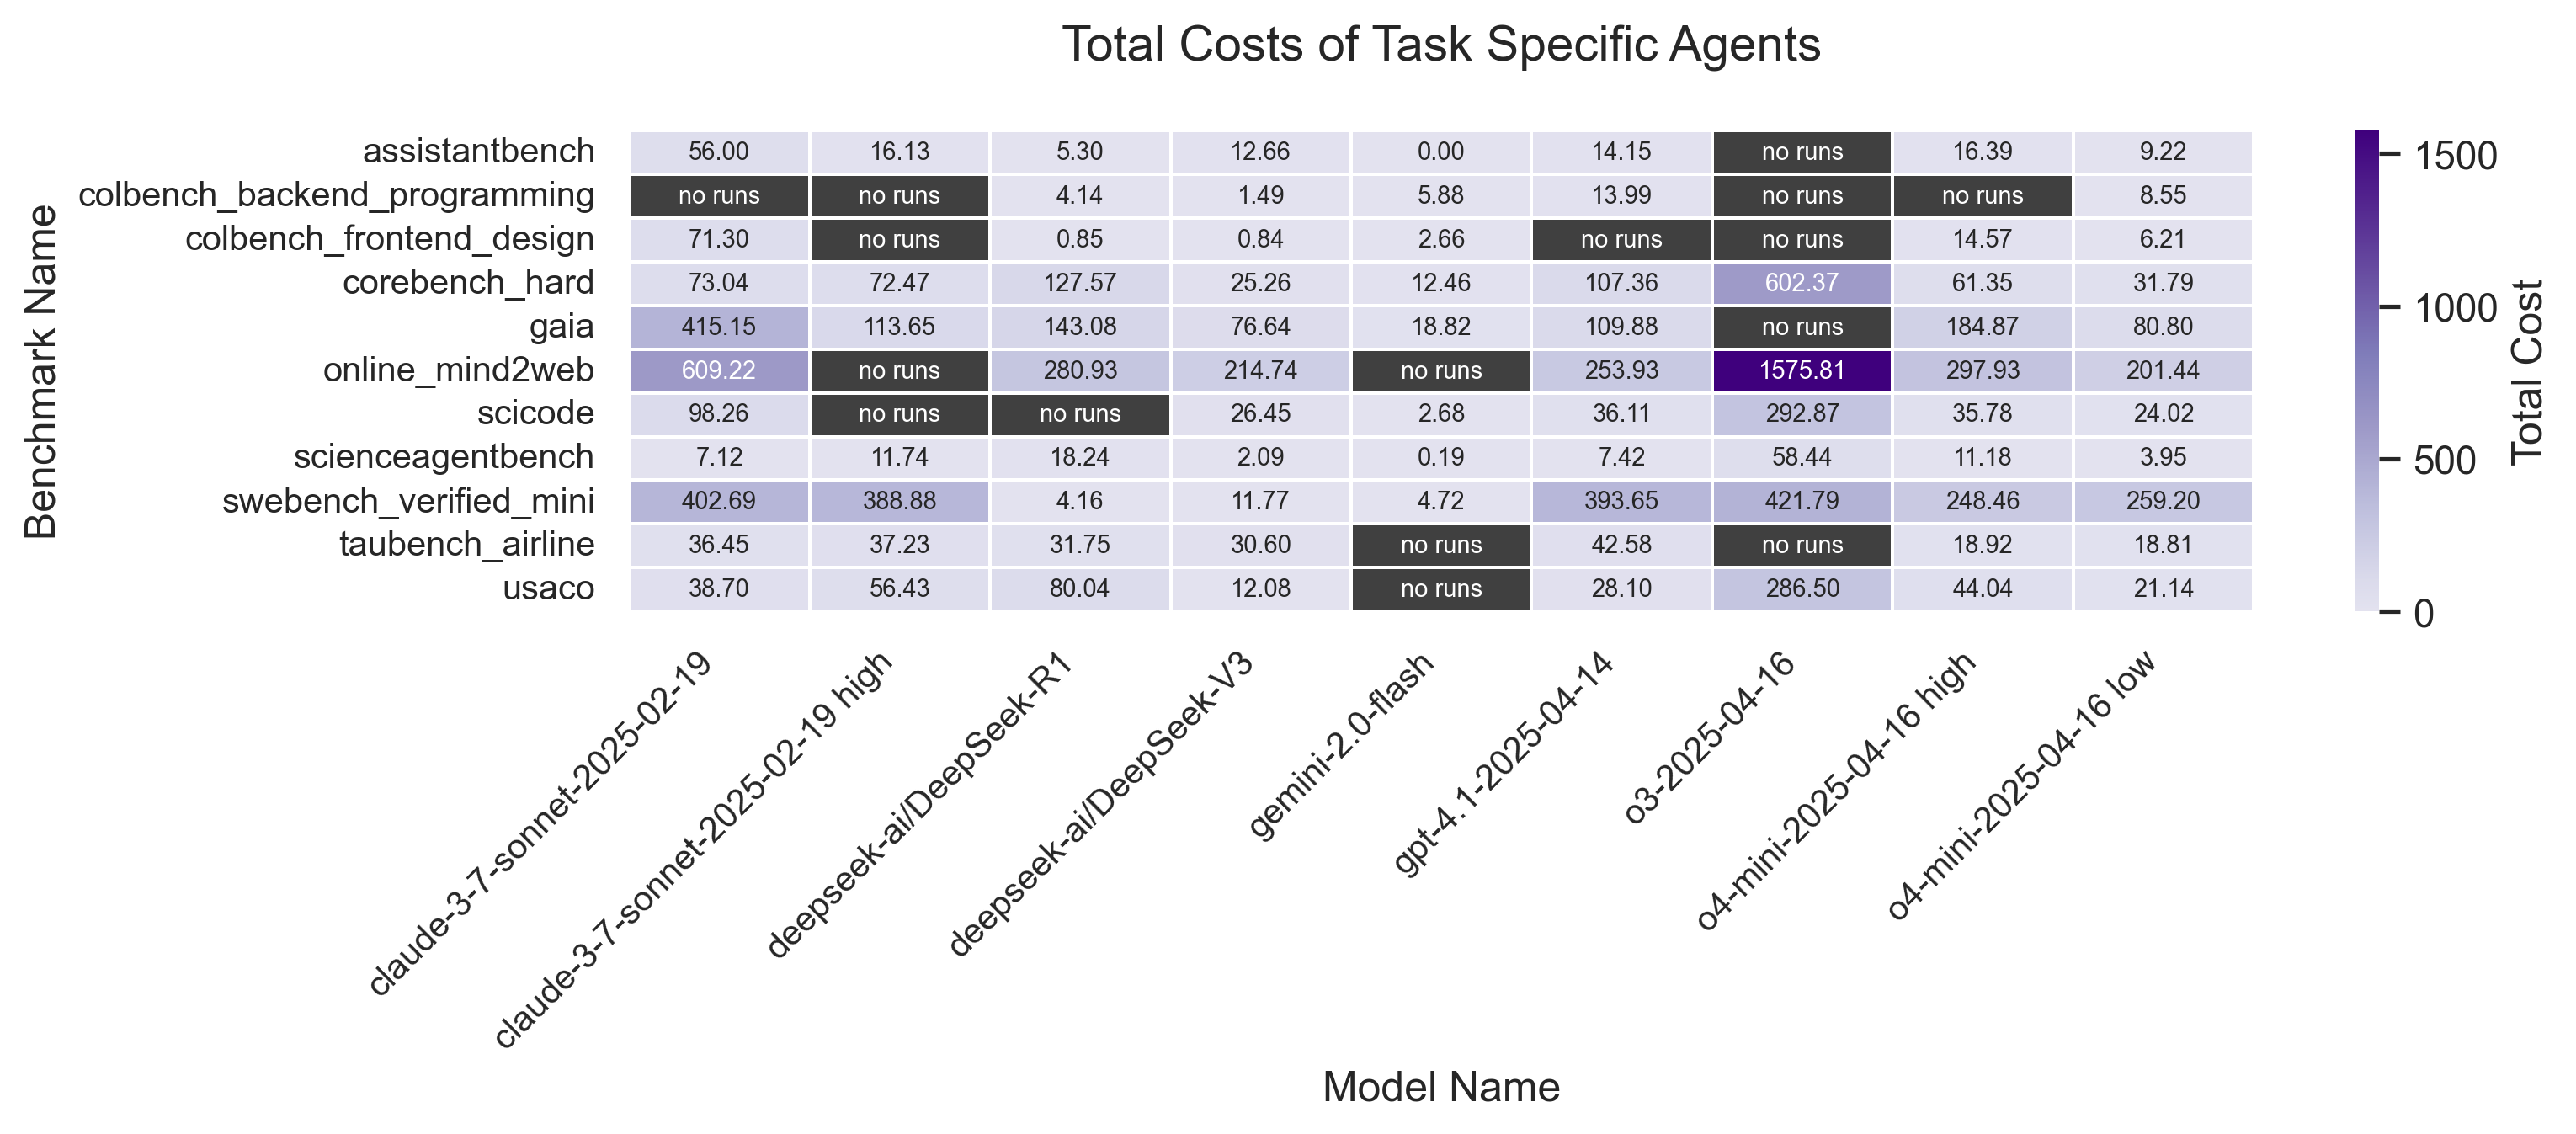 Total Costs of Task Specific Agents
Benchmark Name
assistantbench 56.00 16.13 5.30 12.66 0.00 14.15 no runs 16.39 9.22
colbench_backend_programming no runs no runs 4.14 1.49 5.88 13.99 no runs no runs 8.55
colbench_frontend_design 71.30 no runs 0.85 0.84 2.66 no runs no runs 14.57 6.21
corebench_hard 73.04 72.47 127.57 25.26 12.46 107.36 602.37 61.35 31.79
gaia 415.15 113.65 143.08 76.64 18.82 109.88 no runs 184.87 80.80
online_mind2web 609.22 no runs 280.93 214.74 no runs 253.93 1575.81 297.93 201.44
scicode 98.26 no runs no runs 26.45 2.68 36.11 292.87 35.78 24.02
scienceagentbench 7.12 11.74 18.24 2.09 0.19 7.42 58.44 11.18 3.95
swebench_verified_mini 402.69 388.88 4.16 11.77 4.72 393.65 421.79 248.46 259.20
taubench_airline 36.45 37.23 31.75 30.60 no runs 42.58 no runs 18.92 18.81
usaco 38.70 56.43 80.04 12.08 no runs 28.10 286.50 44.04 21.14
claude-3-7-sonnet-2025-02-19
claude-3-7-sonnet-2025-02-19 high
deepseek-ai/DeepSeek-R1
deepseek-ai/DeepSeek-V3
gemini-2.0-flash
gpt-4.1-2025-04-14
o3-2025-04-16
o4-mini-2025-04-16 high
o4-mini-2025-04-16 low
Model Name
1500
1000
500
0
Total Cost